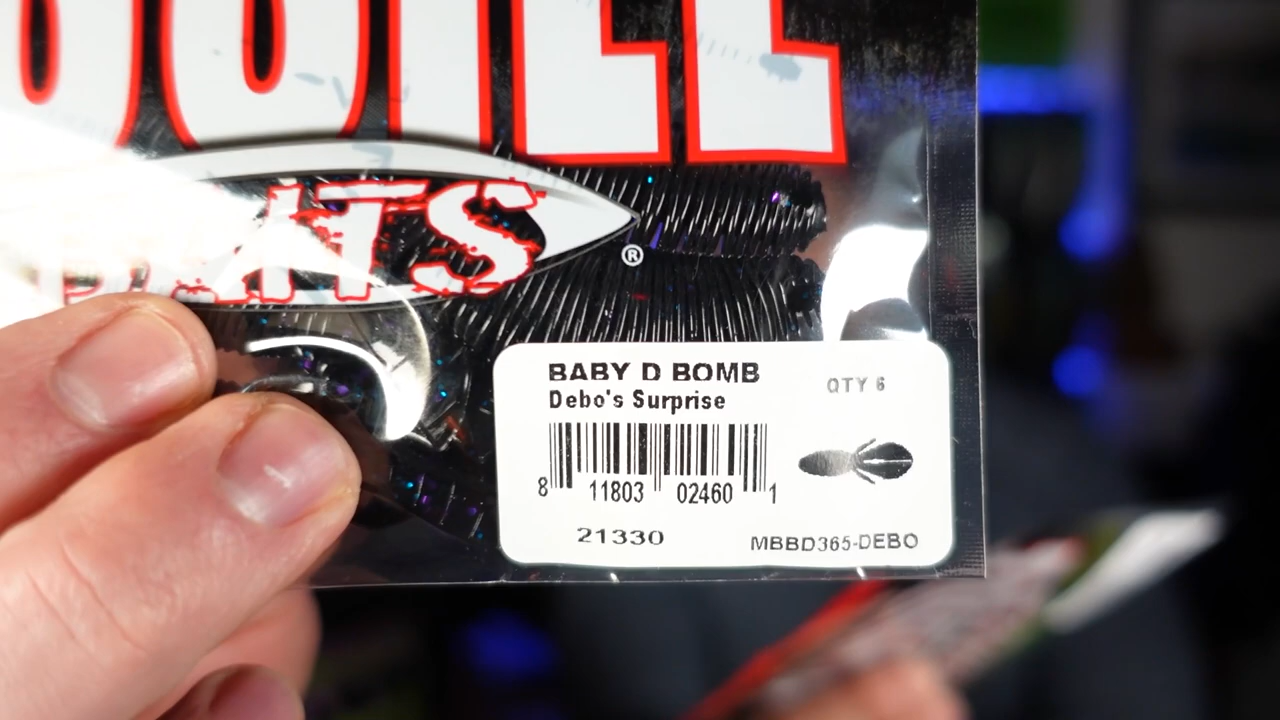 BAITS
®
BABY D BOMB
Debo's Surprise
QTY 6
8 11803 02460 1
21330
MBBD365-DEBO